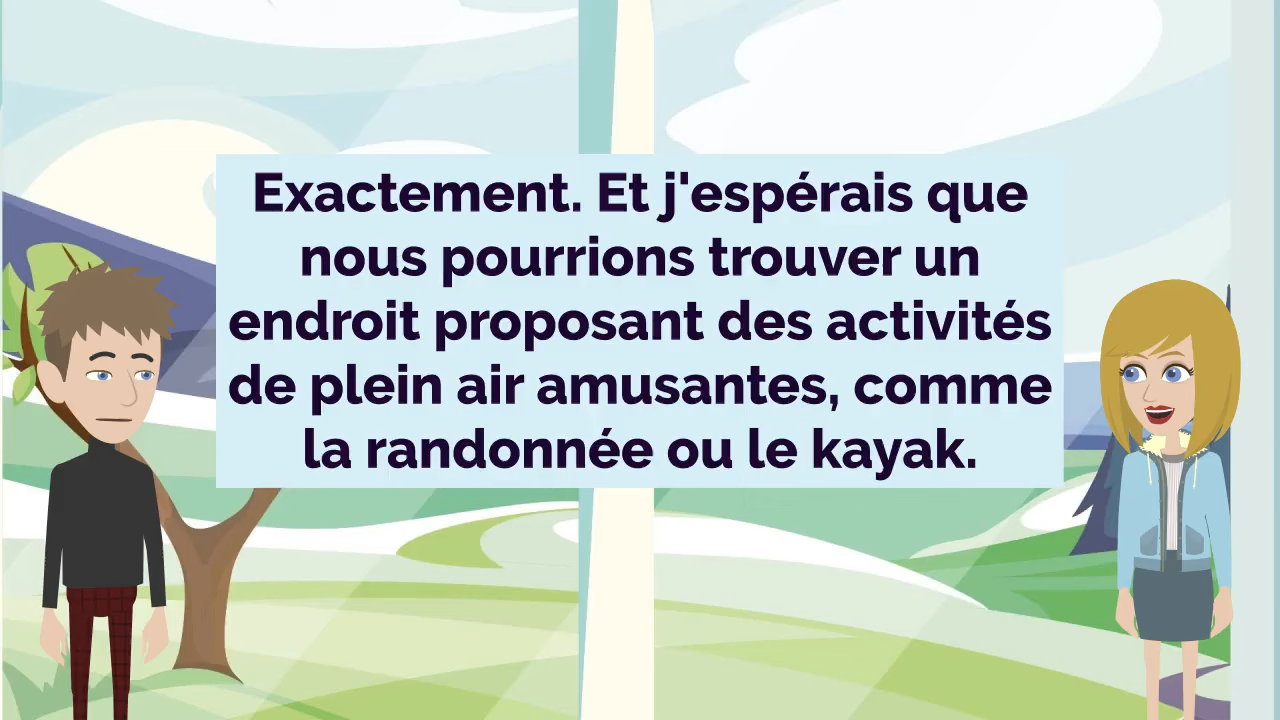 Exactement. Et j'espérais que
nous pourrions trouver un
endroit proposant des activités
de plein air amusantes, comme
la randonnée ou le kayak.